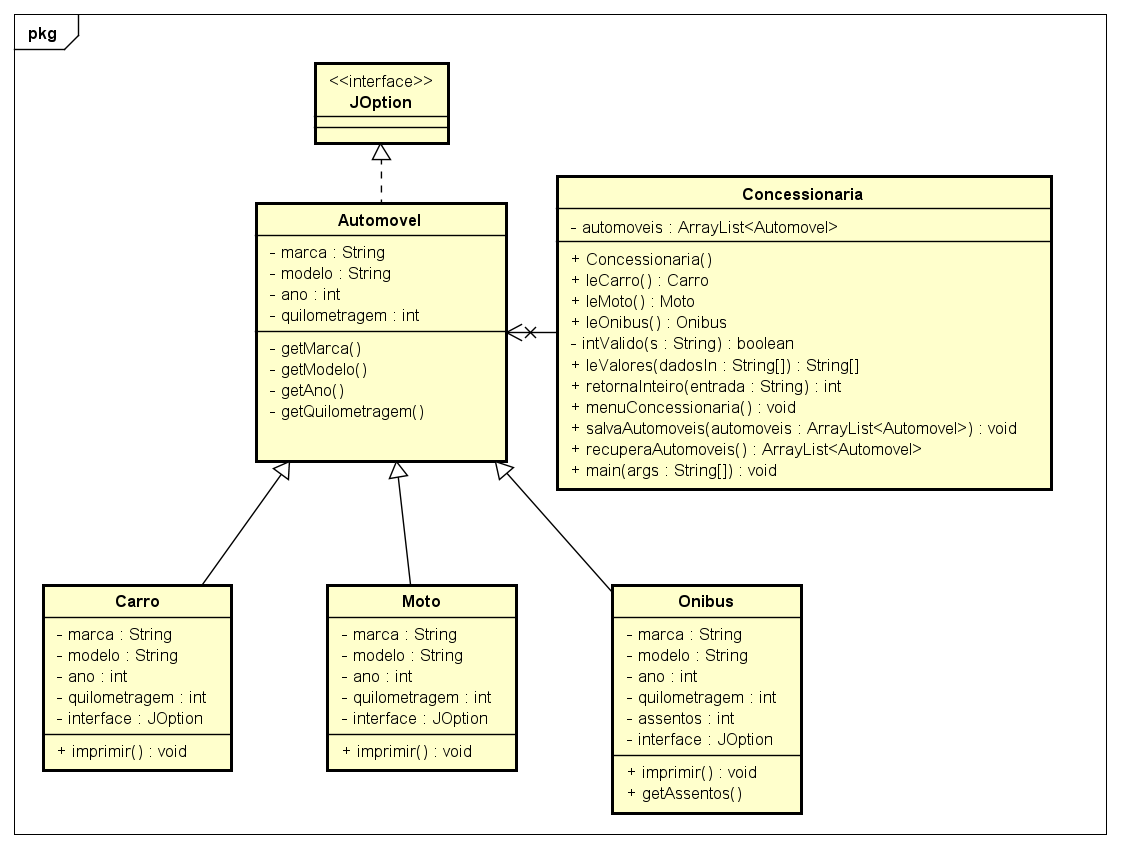 pkg
<<interface>>
JOption
Automovel
- marca : String
- modelo : String
- ano : int
- quilometragem : int
- getMarca()
- getModelo()
- getAno()
- getQuilometragem()
Concessionaria
- automoveis : ArrayList<Automovel>
+ Concessionaria()
+ leCarro() : Carro
+ leMoto() : Moto
+ leOnibus() : Onibus
- intValido(s : String) : boolean
+ leValores(dadosIn : String[]) : String[]
+ retornaInteiro(entrada : String) : int
+ menuConcessionaria() : void
+ salvaAutomoveis(automoveis : ArrayList<Automovel>) : void
+ recuperaAutomoveis() : ArrayList<Automovel>
+ main(args : String[]) : void
Carro
- marca : String
- modelo : String
- ano : int
- quilometragem : int
- interface : JOption
+ imprimir() : void
Moto
- marca : String
- modelo : String
- ano : int
- quilometragem : int
- interface : JOption
+ imprimir() : void
Onibus
- marca : String
- modelo : String
- ano : int
- quilometragem : int
- assentos : int
- interface : JOption
+ imprimir() : void
+ getAssentos()